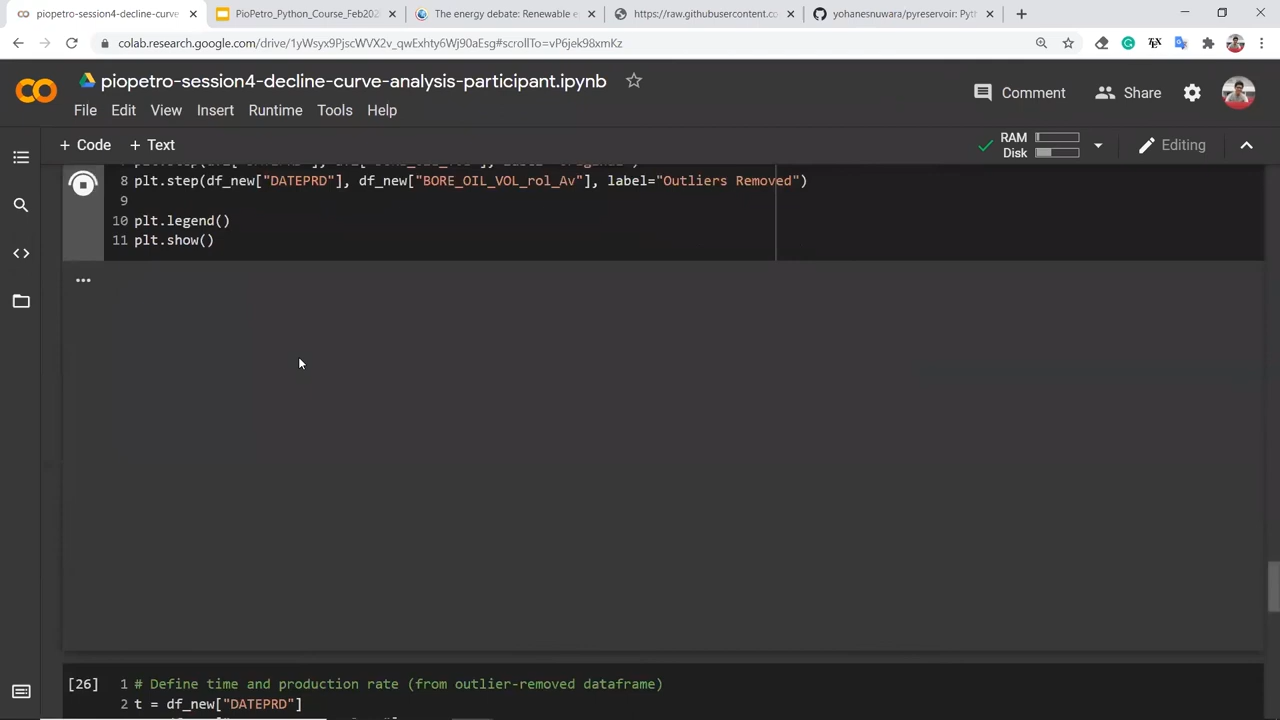 piopetro-session4-decline-curve
PioPetro_Python_Course_Feb202
The energy debate: Renewable e
https://raw.githubusercontent.co
yohanesnuwara/pyreservoir: Pyt
colab.research.google.com/drive/1yWsyx9PjscWVX2v_qwExhty6Wj90aEsg#scrollTo=vP6jek98xmKz
piopetro-session4-decline-curve-analysis-participant.ipynb
File Edit View Insert Runtime Tools Help
Comment
Share
+ Code + Text
RAM
Disk
Editing
8 plt.step(df_new["DATEPRD"], df_new["BORE_OIL_VOL_rol_Av"], label="Outliers Removed")
9
10 plt.legend()
11 plt.show()
[26] 1 # Define time and production rate (from outlier-removed dataframe)
2 t = df_new["DATEPRD"]